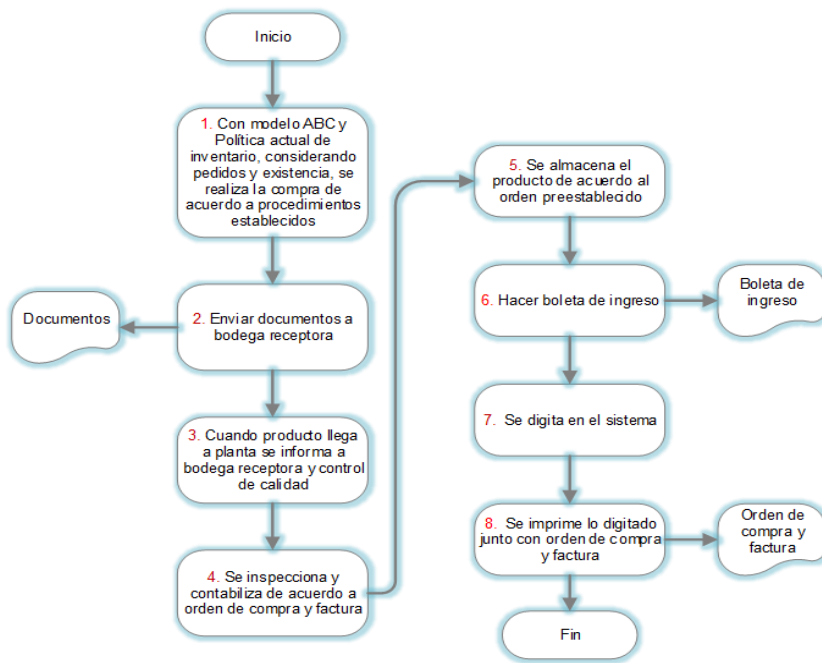 Inicio
1. Con modelo ABC y
Política actual de
inventario, considerando
pedidos y existencia, se
realiza la compra de
acuerdo a procedimientos
establecidos
Documentos
2. Enviar documentos a
bodega receptora
3. Cuando producto llega
a planta se informa a
bodega receptora y control
de calidad
4. Se inspecciona y
contabiliza de acuerdo a
orden de compra y factura
5. Se almacena el
producto de acuerdo al
orden preestablecido
6. Hacer boleta de ingreso
Boleta de
ingreso
7. Se digita en el sistema
8. Se imprime lo digitado
junto con orden de compra
y factura
Orden de
compra y
factura
Fin